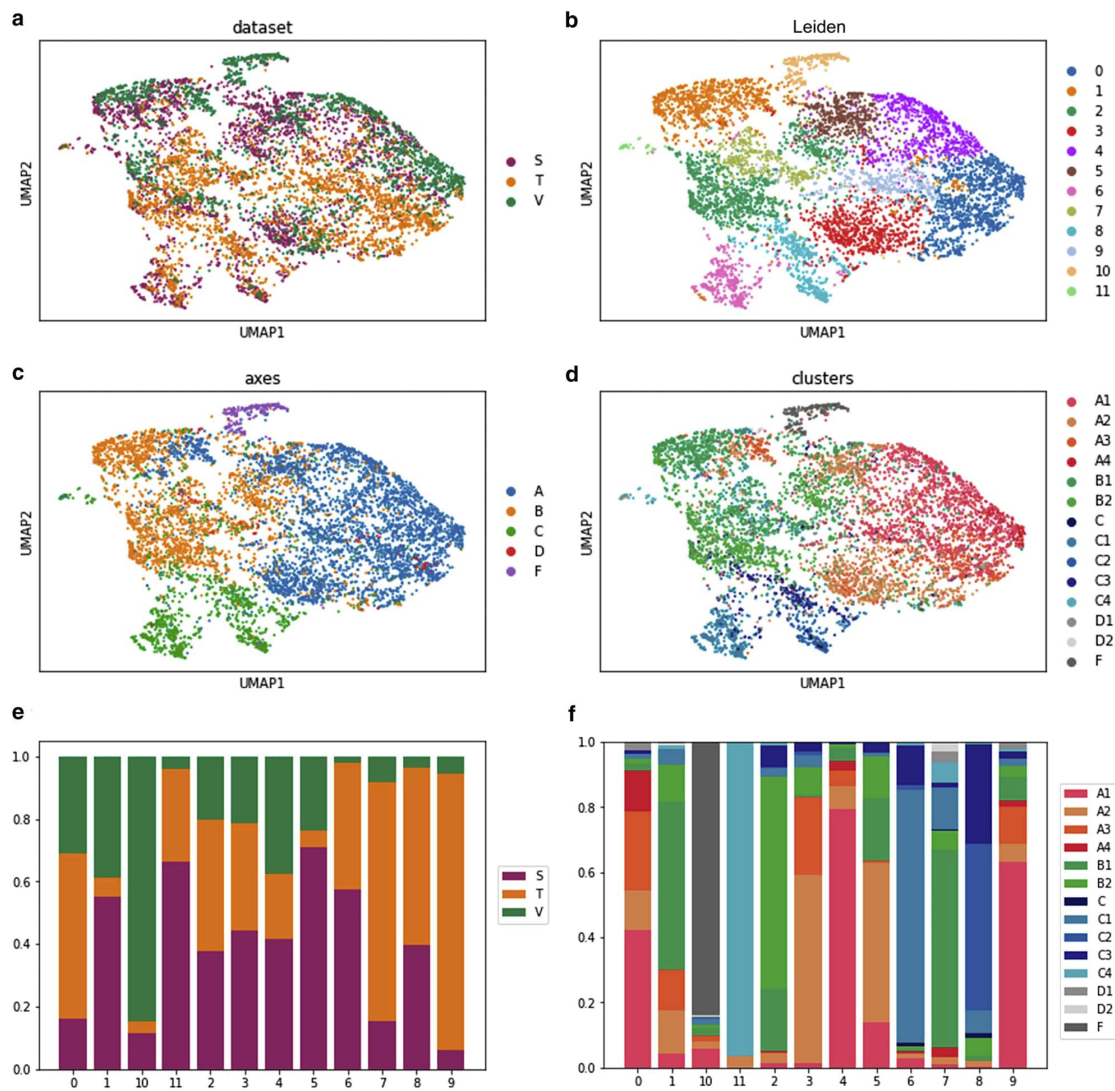 a
dataset
UMAP2
UMAP1
S
T
V
b
Leiden
UMAP2
UMAP1
0
1
2
3
4
5
6
7
8
9
10
11
c
axes
UMAP2
UMAP1
A
B
C
D
F
d
clusters
UMAP2
UMAP1
A1
A2
A3
A4
B1
B2
C
C1
C2
C3
C4
D1
D2
F
e
1.0
0.8
0.6
0.4
0.2
0.0
0 1 10 11 2 3 4 5 6 7 8 9
S
T
V
f
1.0
0.8
0.6
0.4
0.2
0.0
0 1 10 11 2 3 4 5 6 7 8 9
A1
A2
A3
A4
B1
B2
C
C1
C2
C3
C4
D1
D2
F